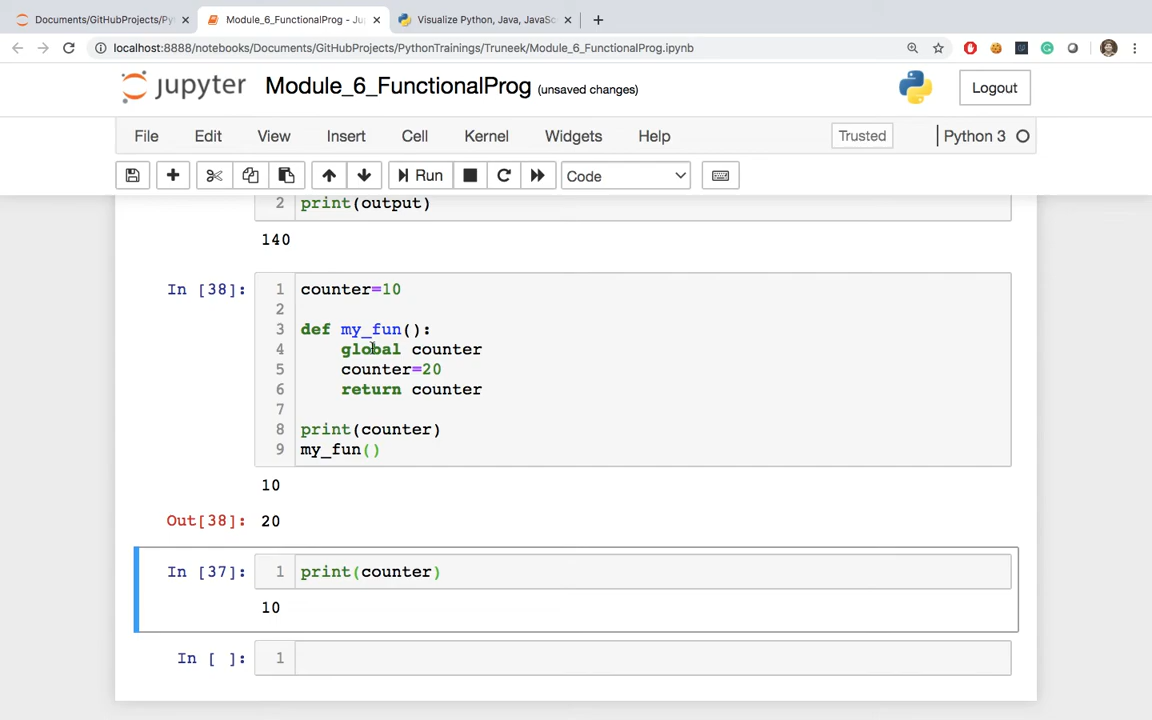 Documents/GitHubProjects/Py
Module_6_FunctionalProg - Ju
Visualize Python, Java, JavaSc
localhost:8888/notebooks/Documents/GitHubProjects/PythonTrainings/Truneek/Module_6_FunctionalProg.ipynb
jupyter Module_6_FunctionalProg (unsaved changes) Logout
File Edit View Insert Cell Kernel Widgets Help Trusted Python 3
Run Code
2 print(output)
140
In [38]: 1 counter=10
2
3 def my_fun():
4 global counter
5 counter=20
6 return counter
7
8 print(counter)
9 my_fun()
10
Out[38]: 20
In [37]: 1 print(counter)
10
In [ ]: 1